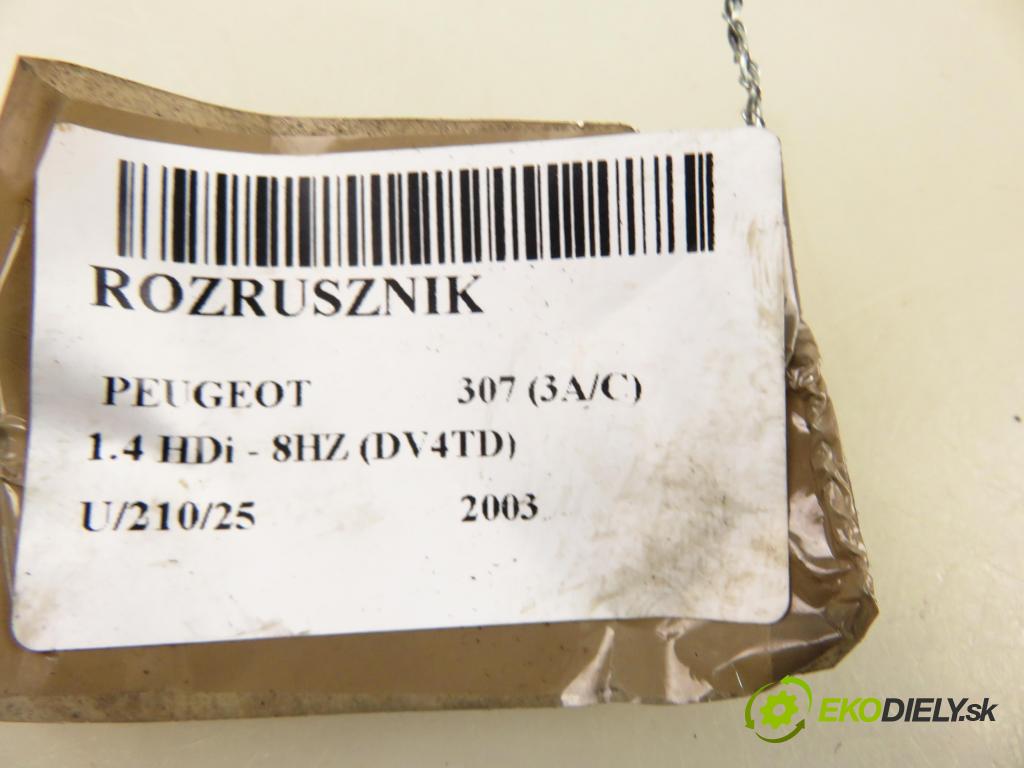 ROZRUSZNIK
PEUGEOT 307 (3A/C)
1.4 HDi - 8HZ (DV4TD)
U/210/25 2003
EKODIELY.sk